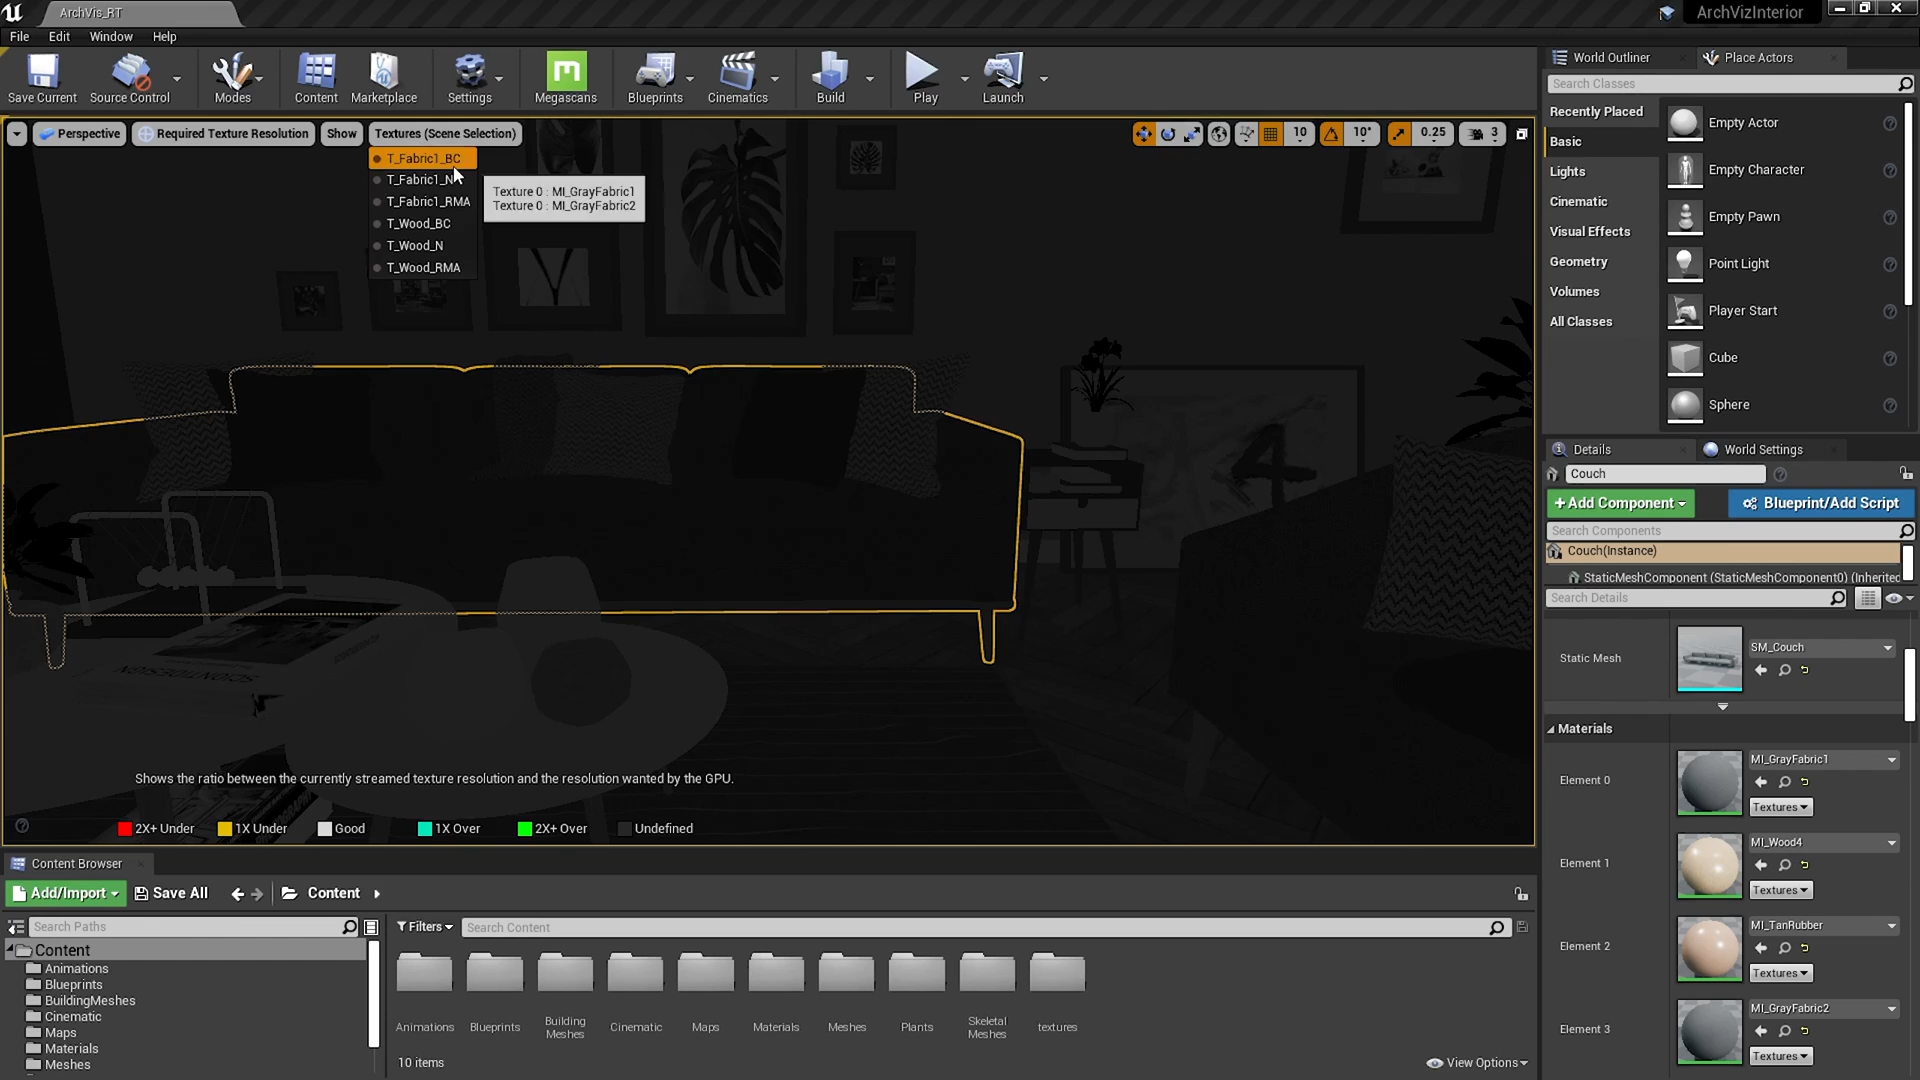 ArchVis_RT
ArchVizInterior
File Edit Window Help
Save Current
Source Control
Modes
Content
Marketplace
Settings
Megascans
Blueprints
Cinematics
Build
Play
Launch
World Outliner
Place Actors
Search Classes
Recently Placed
Basic
Lights
Cinematic
Visual Effects
Geometry
Volumes
All Classes
Empty Actor
Empty Character
Empty Pawn
Point Light
Player Start
Cube
Sphere
Perspective
Required Texture Resolution
Show
Textures (Scene Selection)
10
10°
0.25
3
T_Fabric1_BC
T_Fabric1_N
T_Fabric1_RMA
T_Wood_BC
T_Wood_N
T_Wood_RMA
Texture 0 : MI_GrayFabric1
Texture 0 : MI_GrayFabric2
Shows the ratio between the currently streamed texture resolution and the resolution wanted by the GPU.
2X+ Under
1X Under
Good
1X Over
2X+ Over
Undefined
Details
World Settings
Couch
+Add Component
Blueprint/Add Script
Search Components
Couch(Instance)
StaticMeshComponent (StaticMeshComponent0) (Inherited
Search Details
Static Mesh
SM_Couch
Materials
Element 0
MI_GrayFabric1
Textures
Element 1
MI_Wood4
Textures
Element 2
MI_TanRubber
Textures
Element 3
MI_GrayFabric2
Textures
Content Browser
Add/Import
Save All
Content
Search Paths
Filters
Search Content
Content
Animations
Blueprints
BuildingMeshes
Cinematic
Maps
Materials
Meshes
Animations
Blueprints
Building
Meshes
Cinematic
Maps
Materials
Meshes
Plants
Skeletal
Meshes
textures
10 items
View Options